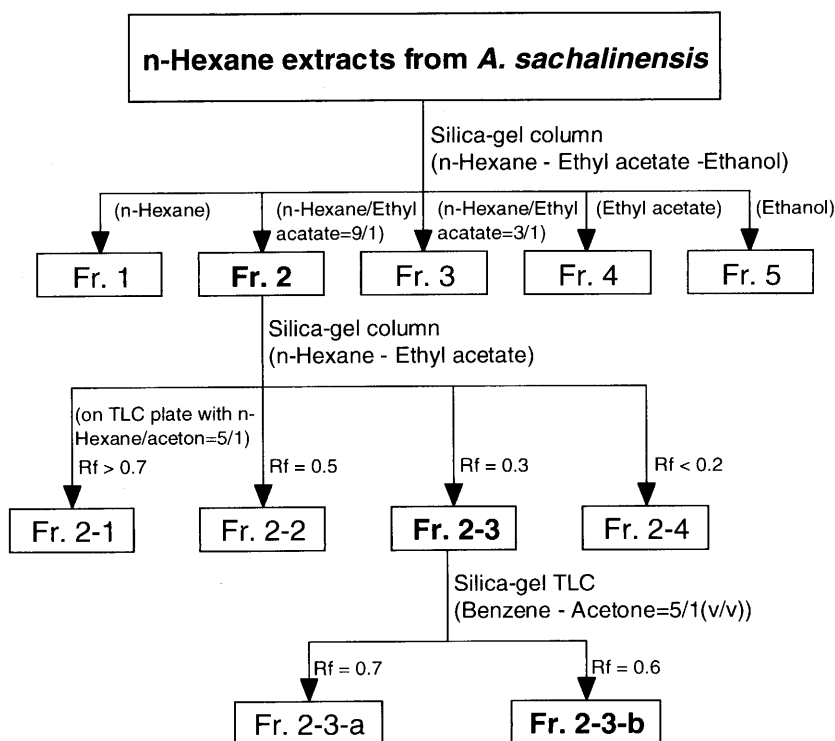 n-Hexane extracts from A. sachalinensis
Silica-gel column
(n-Hexane - Ethyl acetate -Ethanol)
(n-Hexane)
(n-Hexane/Ethyl
acatate=9/1)
(n-Hexane/Ethyl
acatate=3/1)
(Ethyl acetate)
(Ethanol)
Fr. 1
Fr. 2
Fr. 3
Fr. 4
Fr. 5
Silica-gel column
(n-Hexane - Ethyl acetate)
(on TLC plate with n-
Hexane/aceton=5/1)
Rf > 0.7
Rf = 0.5
Rf = 0.3
Rf < 0.2
Fr. 2-1
Fr. 2-2
Fr. 2-3
Fr. 2-4
Silica-gel TLC
(Benzene - Acetone=5/1(v/v))
Rf = 0.7
Rf = 0.6
Fr. 2-3-a
Fr. 2-3-b